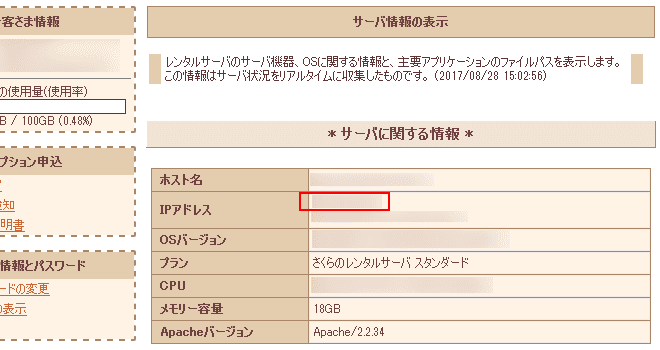 客さま情報
の使用量(使用率)
B / 100GB (0.48%)
プション申込
知
明書
情報とパスワード
ードの変更
の表示
サーバ情報の表示
レンタルサーバのサーバ機器、OSに関する情報と、主要アプリケーションのファイルパスを表示します。
この情報はサーバ状況をリアルタイムに収集したものです。(2017/08/28 15:02:56)
* サーバに関する情報 *
ホスト名
IPアドレス
OSバージョン
プラン さくらのレンタルサーバ スタンダード
CPU
メモリー容量 18GB
Apacheバージョン Apache/2.2.34